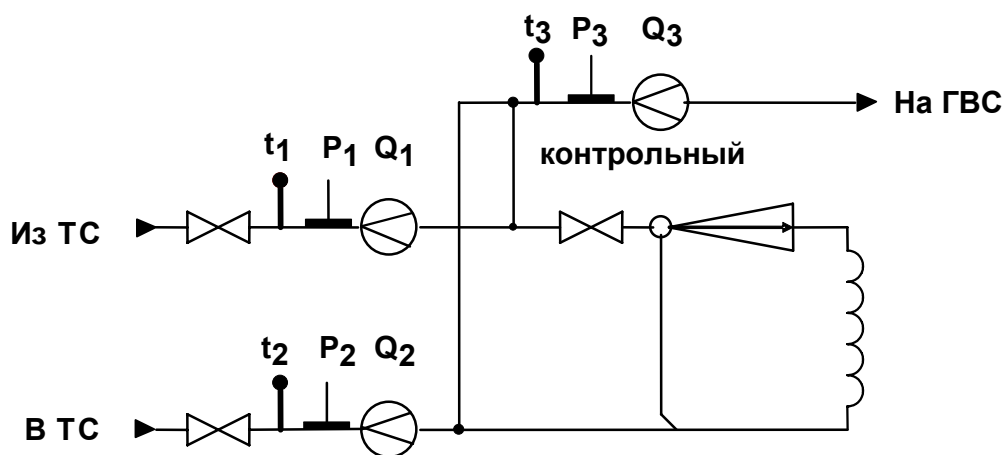 t3 P3 Q3
На ГВС
контрольный
t1 P1 Q1
Из ТС
t2 P2 Q2
В ТС